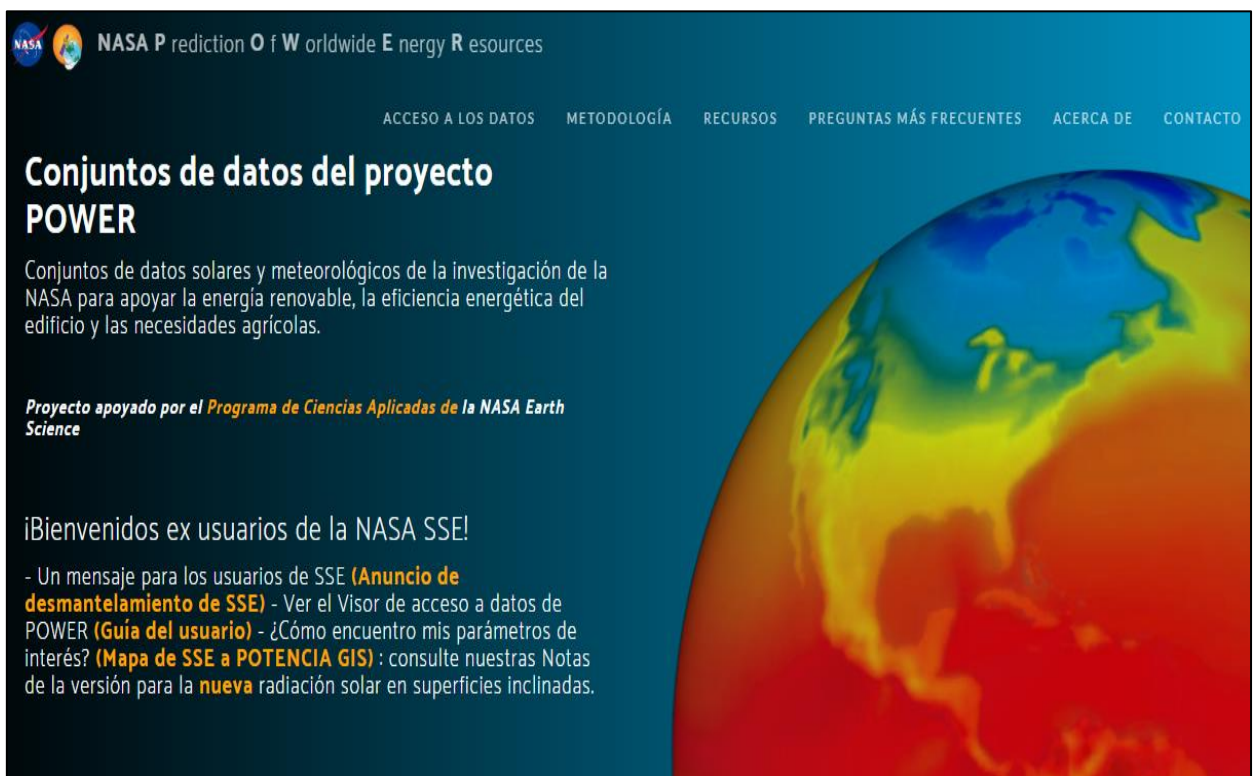 NASA
NASA P rediction O f W orldwide E nergy R esources
ACCESO A LOS DATOS METODOLOGÍA RECURSOS PREGUNTAS MÁS FRECUENTES ACERCA DE CONTACTO
Conjuntos de datos del proyecto
POWER
Conjuntos de datos solares y meteorológicos de la investigación de la
NASA para apoyar la energía renovable, la eficiencia energética del
edificio y las necesidades agrícolas.
Proyecto apoyado por el Programa de Ciencias Aplicadas de la NASA Earth
Science
¡Bienvenidos ex usuarios de la NASA SSE!
- Un mensaje para los usuarios de SSE (Anuncio de
desmantelamiento de SSE) - Ver el Visor de acceso a datos de
POWER (Guía del usuario) - ¿Cómo encuentro mis parámetros de
interés? (Mapa de SSE a POTENCIA GIS) : consulte nuestras Notas
de la versión para la nueva radiación solar en superficies inclinadas.